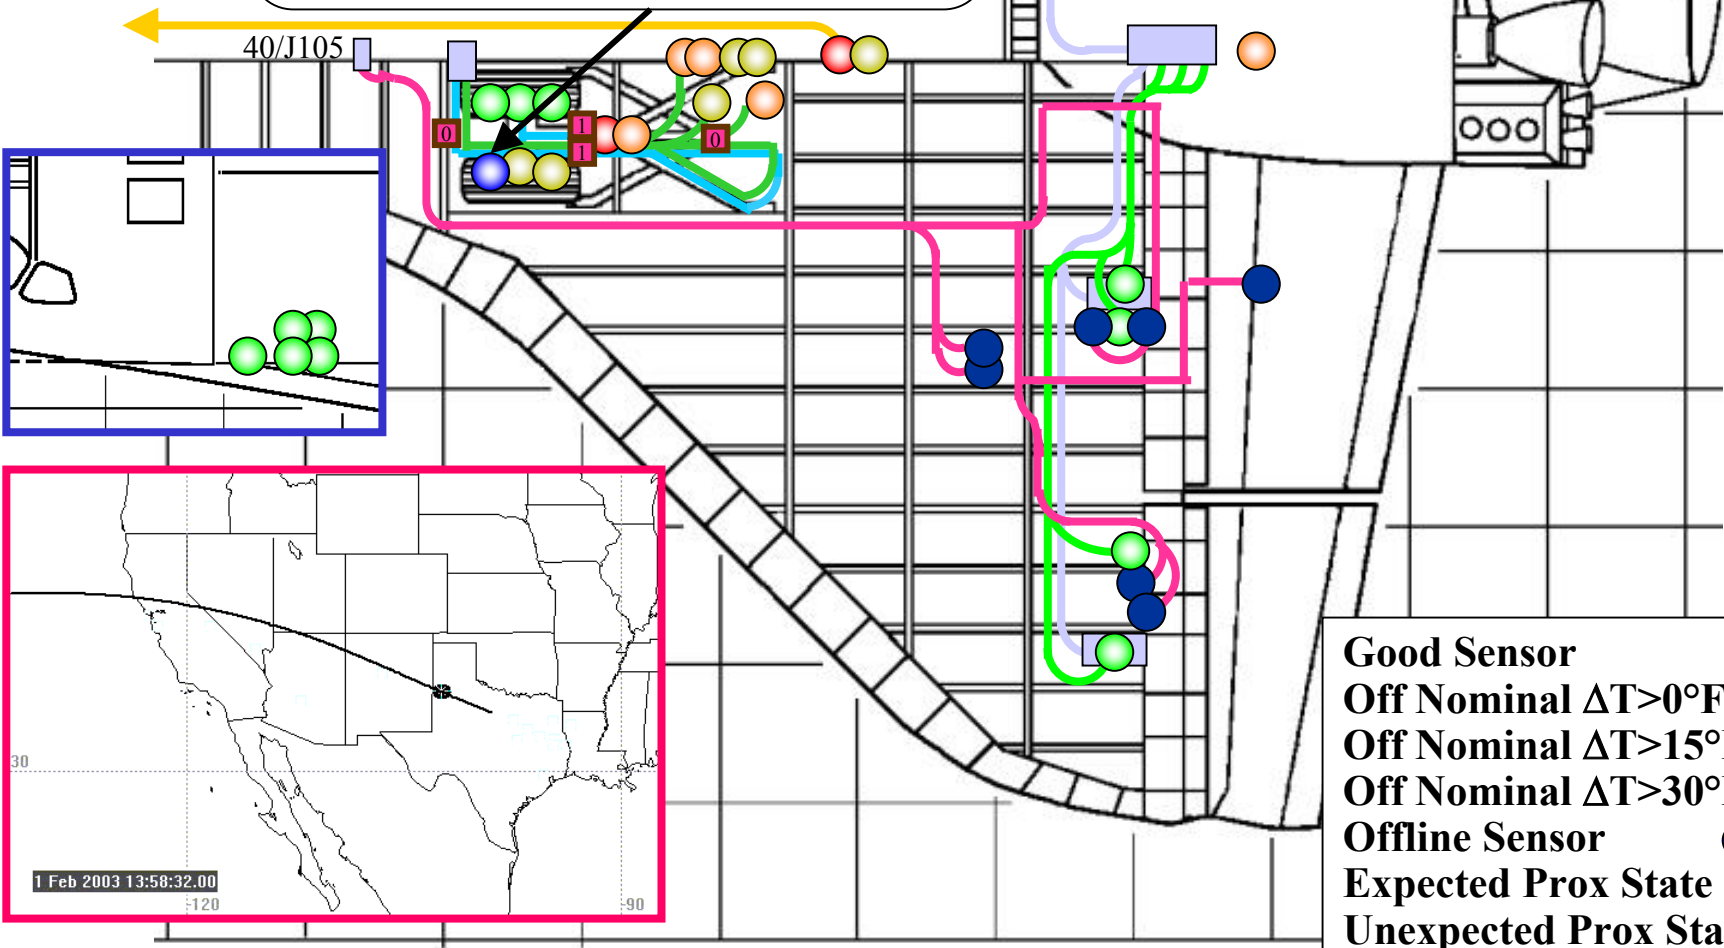 40/J105
0
1
1
0
30
1 Feb 2003 13:58:32.00
-120
-90
Good Sensor
Off Nominal ΔT>0°F
Off Nominal ΔT>15°
Off Nominal ΔT>30°
Offline Sensor
Expected Prox State
Unexpected Prox